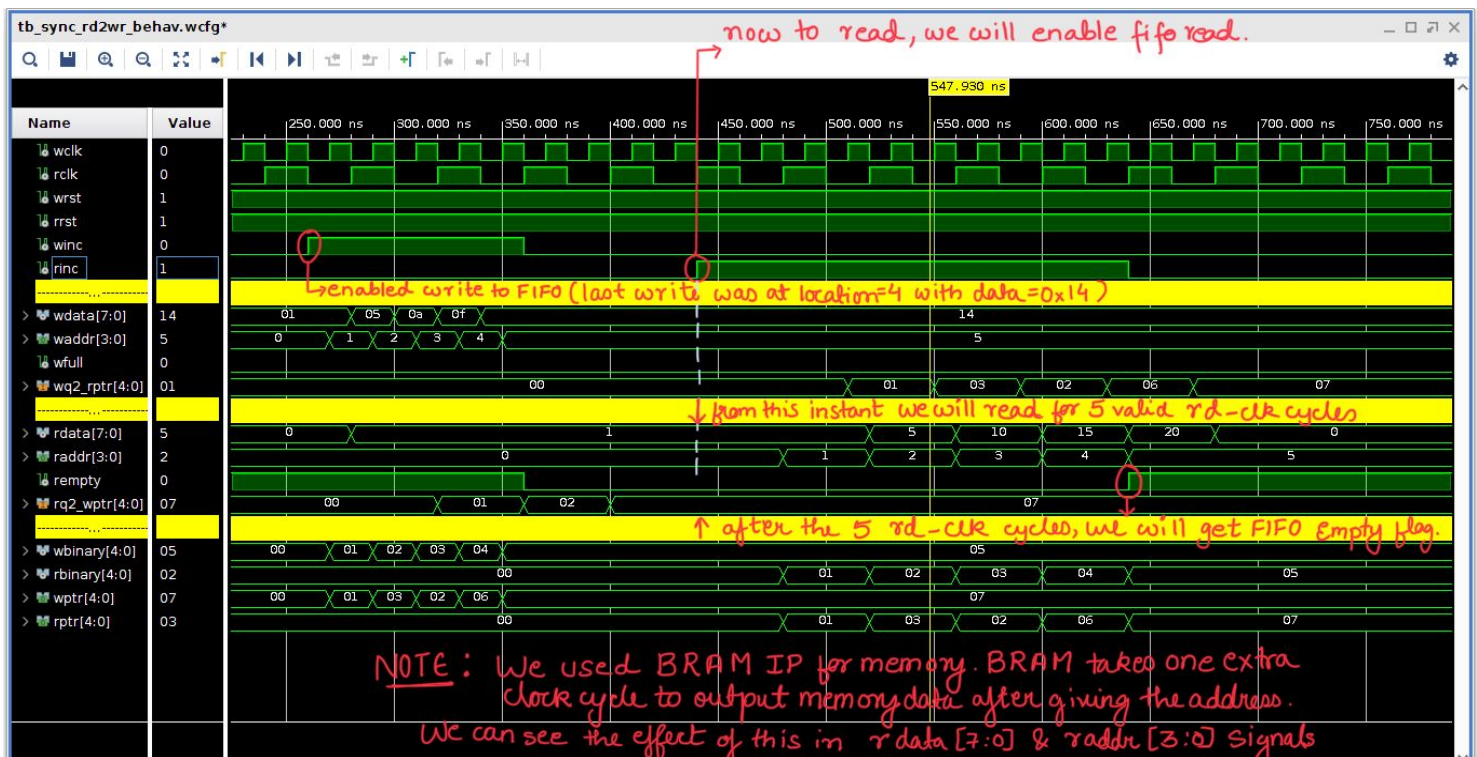 tb_sync_rd2wr_behav.wcfg*
now to read, we will enable fifo read.
547.930 ns
Name Value
250.000 ns 300.000 ns 350.000 ns 400.000 ns 450.000 ns 500.000 ns 550.000 ns 600.000 ns 650.000 ns 700.000 ns 750.000 ns
wclk 0
rclk 0
wrst 1
rrst 1
winc 0
rinc 1
enabled write to FIFO (last write was at location=4 with data=0x14)
wdata[7:0] 14 01 05 0a 0f 14
waddr[3:0] 5 0 1 2 3 4 5
wfull 0
wq2_rptr[4:0] 01 00 01 03 02 06 07
from this instant we will read for 5 valid rd-clk cycles
rdata[7:0] 5 0 1 5 10 15 20 0
raddr[3:0] 2 0 1 2 3 4 5
rempty 0
rq2_wptr[4:0] 07 00 01 02 07
after the 5 rd-clk cycles, we will get FIFO Empty flag.
wbinary[4:0] 05 00 01 02 03 04 05
rbinary[4:0] 02 00 01 02 03 04 05
wptr[4:0] 07 00 01 03 02 06 07
rptr[4:0] 03 00 01 03 02 06 07
NOTE : We used BRAM IP for memory. BRAM takes one extra
clock cycle to output memory data after giving the address.
We can see the effect of this in rdata [7:0] & raddr [3:0] signals